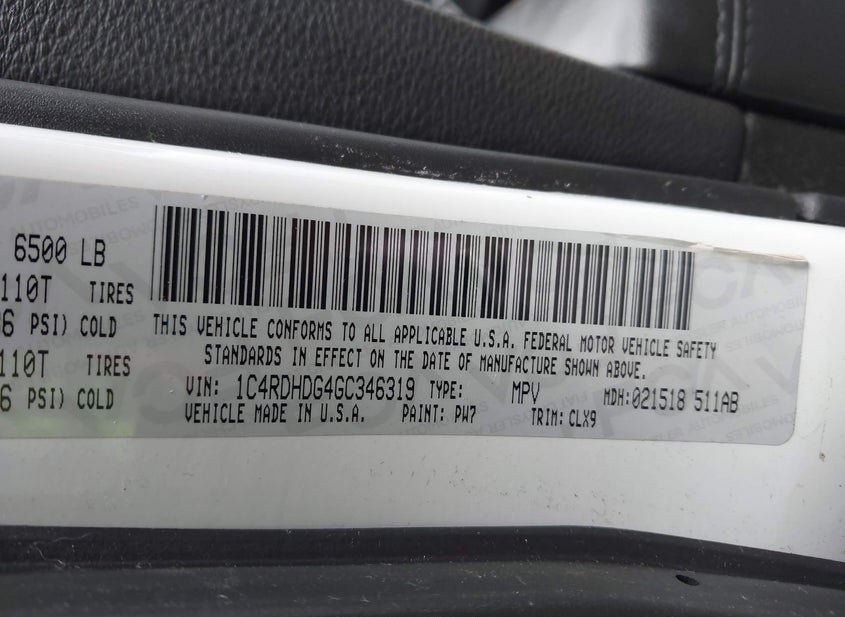 6500 LB
110T TIRES
6 PSI) COLD
110T TIRES
6 PSI) COLD
THIS VEHICLE CONFORMS TO ALL APPLICABLE U.S.A. FEDERAL MOTOR VEHICLE SAFETY
STANDARDS IN EFFECT ON THE DATE OF MANUFACTURE SHOWN ABOVE.
VIN: 1C4RDHDG4GC346319 TYPE: MPV MDH:021518 511AB
VEHICLE MADE IN U.S.A. PAINT: PW7 TRIM: CLX9